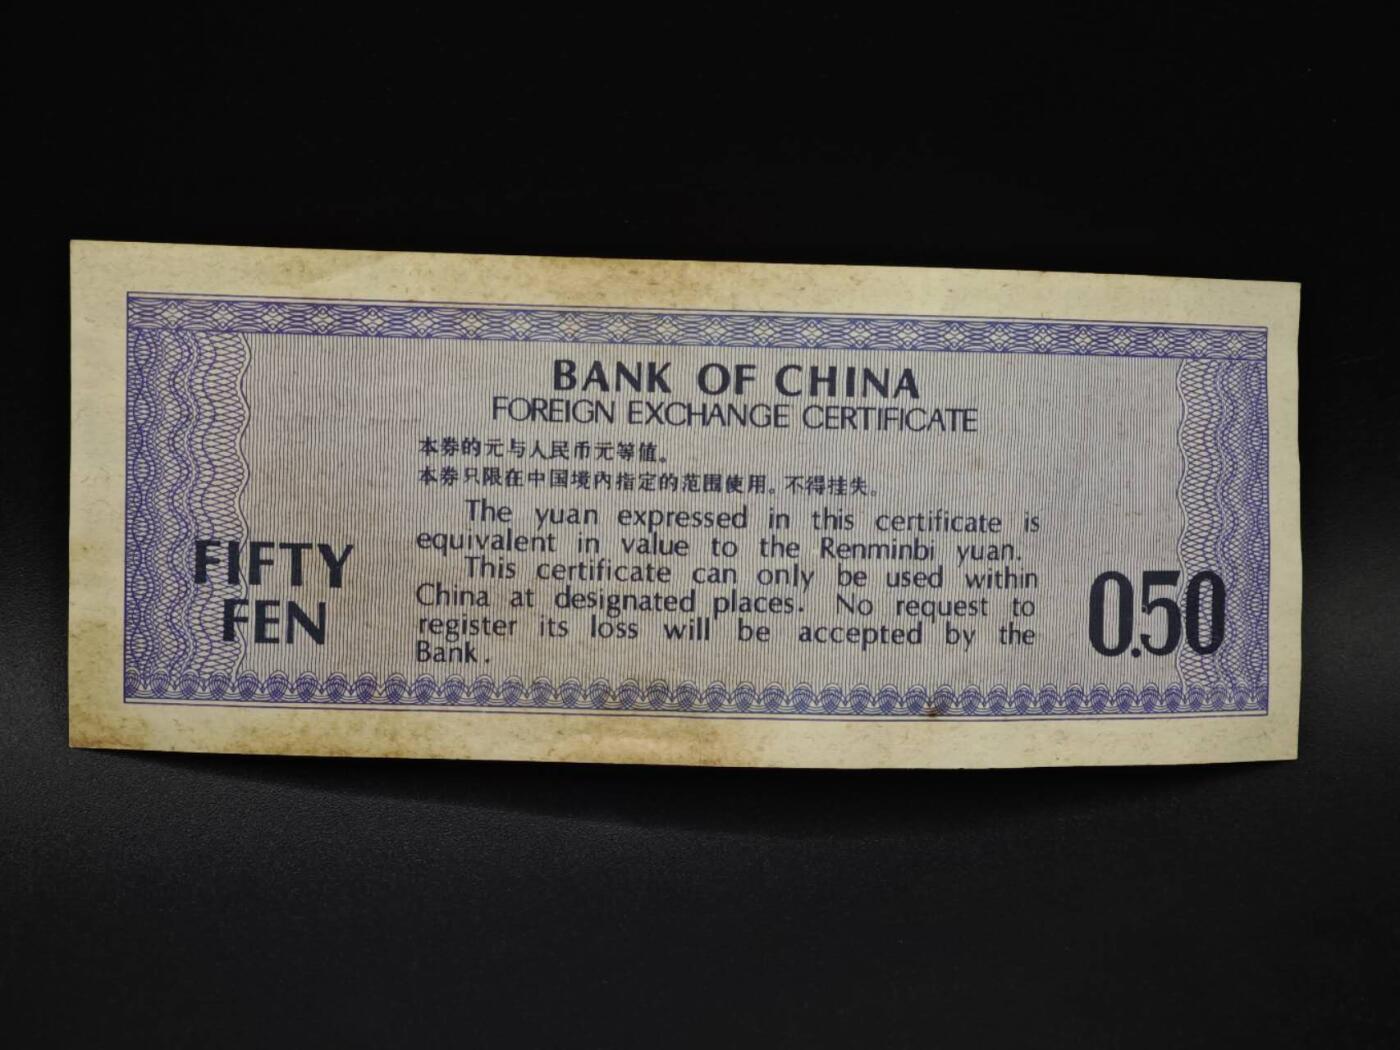 BANK OF CHINA
FOREIGN EXCHANGE CERTIFICATE
本券的元与人民币元等值。
本券只限在中国境内指定的范围使用。不得挂失。
The yuan expressed in this certificate is
equivalent in value to the Renminbi yuan.
This certificate can only be used within
China at designated places. No request to
register its loss will be accepted by the
Bank.
FIFTY
FEN
0.50